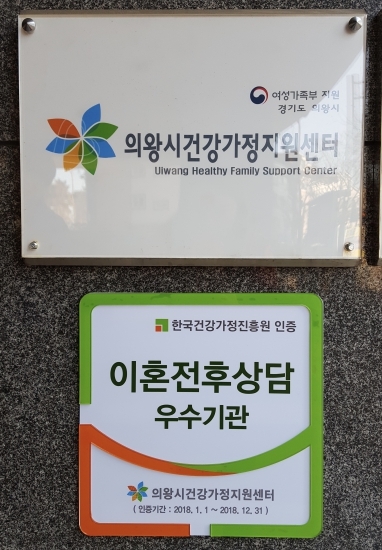 여성가족부 지원
경기도 의왕시
의왕시건강가정지원센터
Uiwang Healthy Family Support Center
한국건강가정진흥원 인증
이혼전후상담
우수기관
의왕시건강가정지원센터
( 인증기간 : 2018. 1. 1 ~ 2018. 12. 31 )